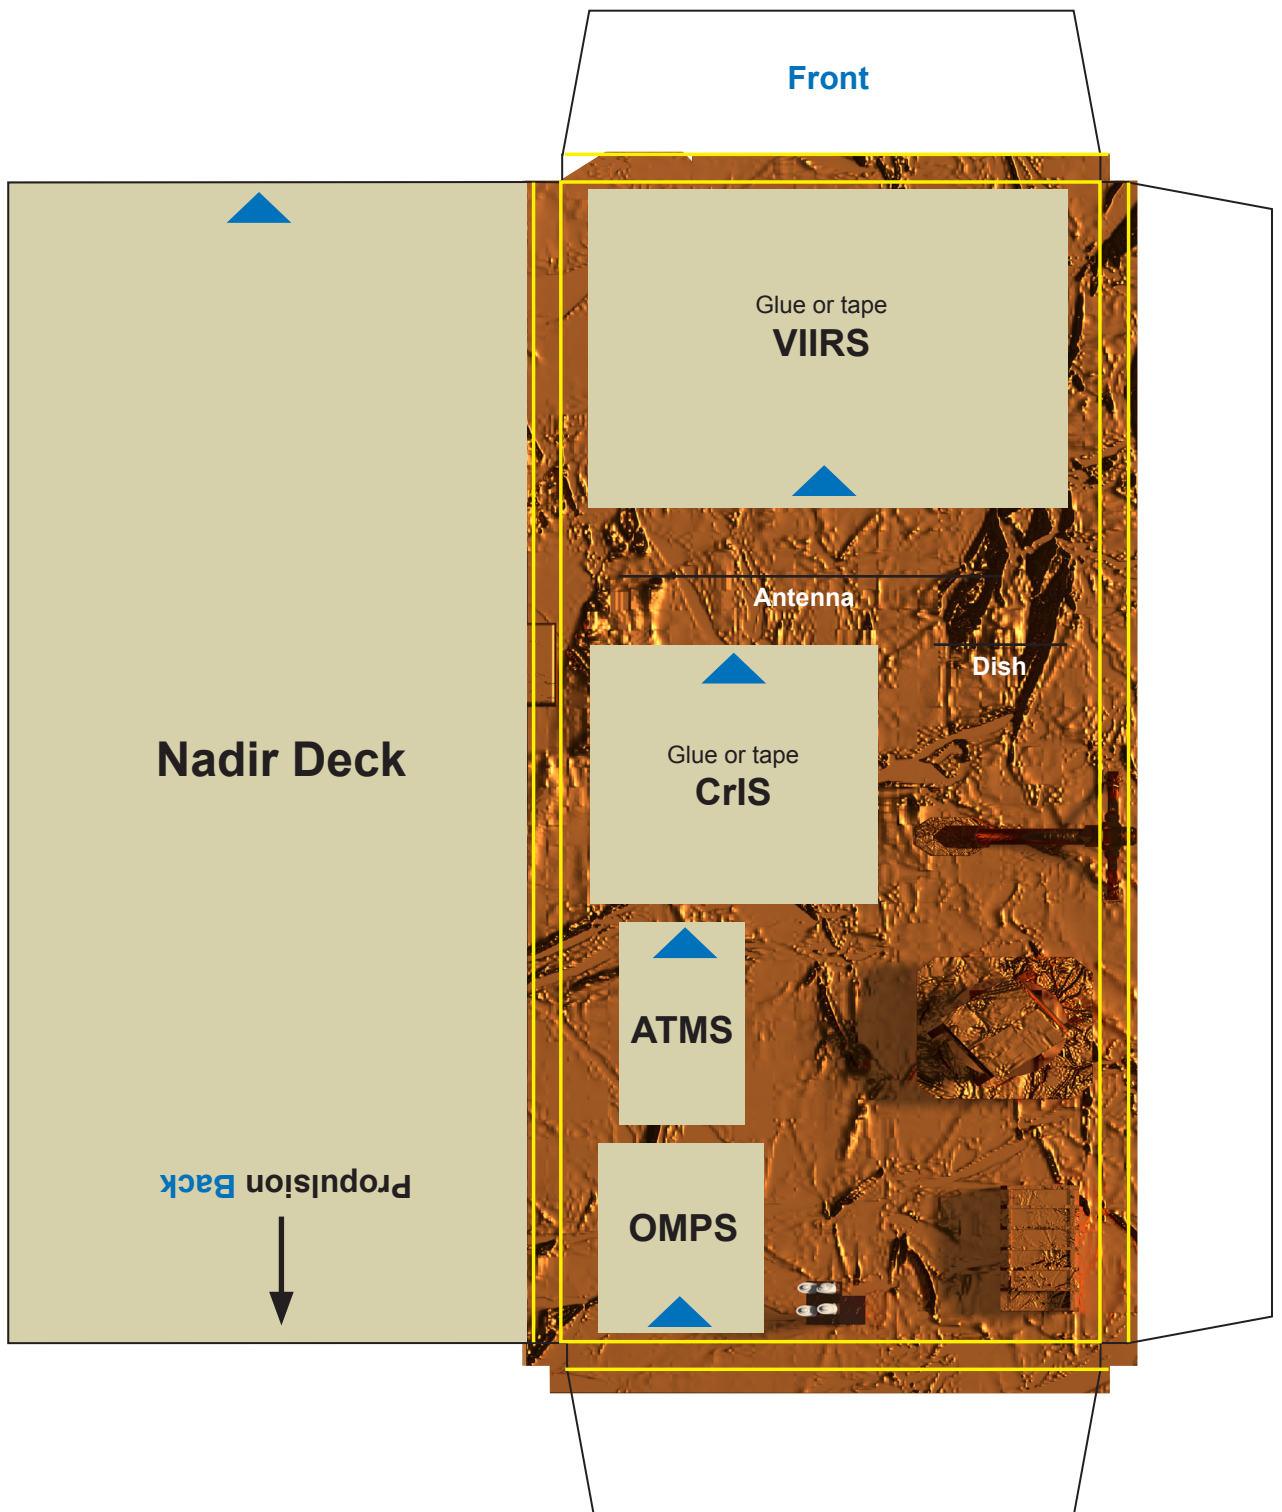 Front
Glue or tape
VIIRS
Antenna
Dish
Glue or tape
CrIS
Nadir Deck
ATMS
Propulsion Back
OMPS